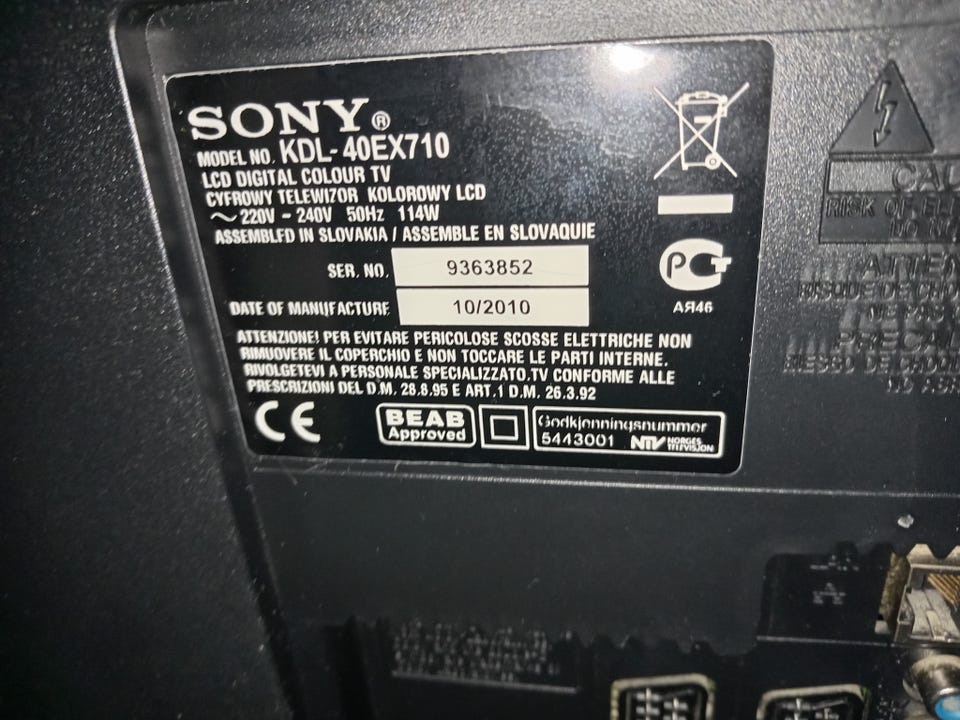 SONY®
MODEL NO. KDL-40EX710
LCD DIGITAL COLOUR TV
CYFROWY TELEWIZOR KOLOROWY LCD
~ 220V - 240V 50Hz 114W
ASSEMBLED IN SLOVAKIA / ASSEMBLE EN SLOVAQUIE
SER. NO. 9363852
DATE OF MANUFACTURE 10/2010
ATTENZIONE! PER EVITARE PERICOLOSE SCOSSE ELETTRICHE NON
RIMUOVERE IL COPERCHIO E NON TOCCARE LE PARTI INTERNE.
RIVOLGETEVI A PERSONALE SPECIALIZZATO.TV CONFORME ALLE
PRESCRIZIONI DEL D.M. 28.8.95 E ART.1 D.M. 26.3.92
CE
BEAB
Approved
Godkjenningsnummer
5443001 NTV NORGES
TELEVISJON
PCT
АЯ46
RISK OF